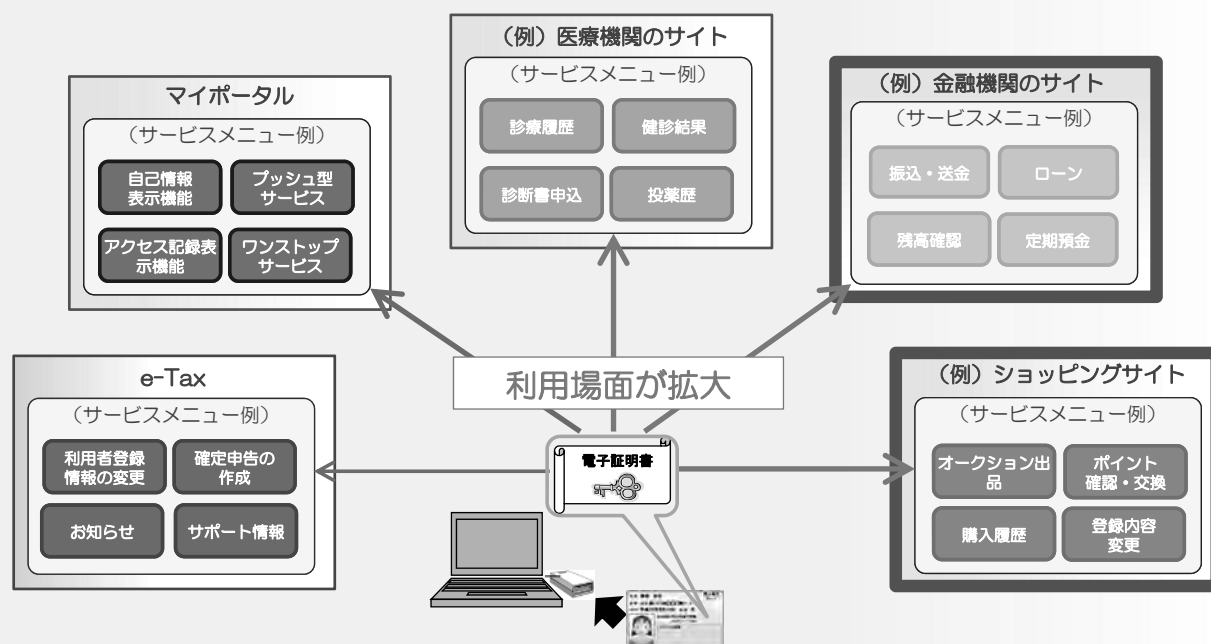 (例)医療機関のサイト
(サービスメニュー例)
診療履歴
健診結果
診断書申込
投薬歴
マイポータル
(サービスメニュー例)
自己情報
表示機能
プッシュ型
サービス
アクセス記録表
示機能
ワンストップ
サービス
(例)金融機関のサイト
(サービスメニュー例)
振込・送金
ローン
残高確認
定期預金
利用場面が拡大
e-Tax
(サービスメニュー例)
利用者登録
情報の変更
確定申告の
作成
お知らせ
サポート情報
電子証明書
(例)ショッピングサイト
(サービスメニュー例)
オークション出
品
ポイント
確認・交換
購入履歴
登録内容
変更